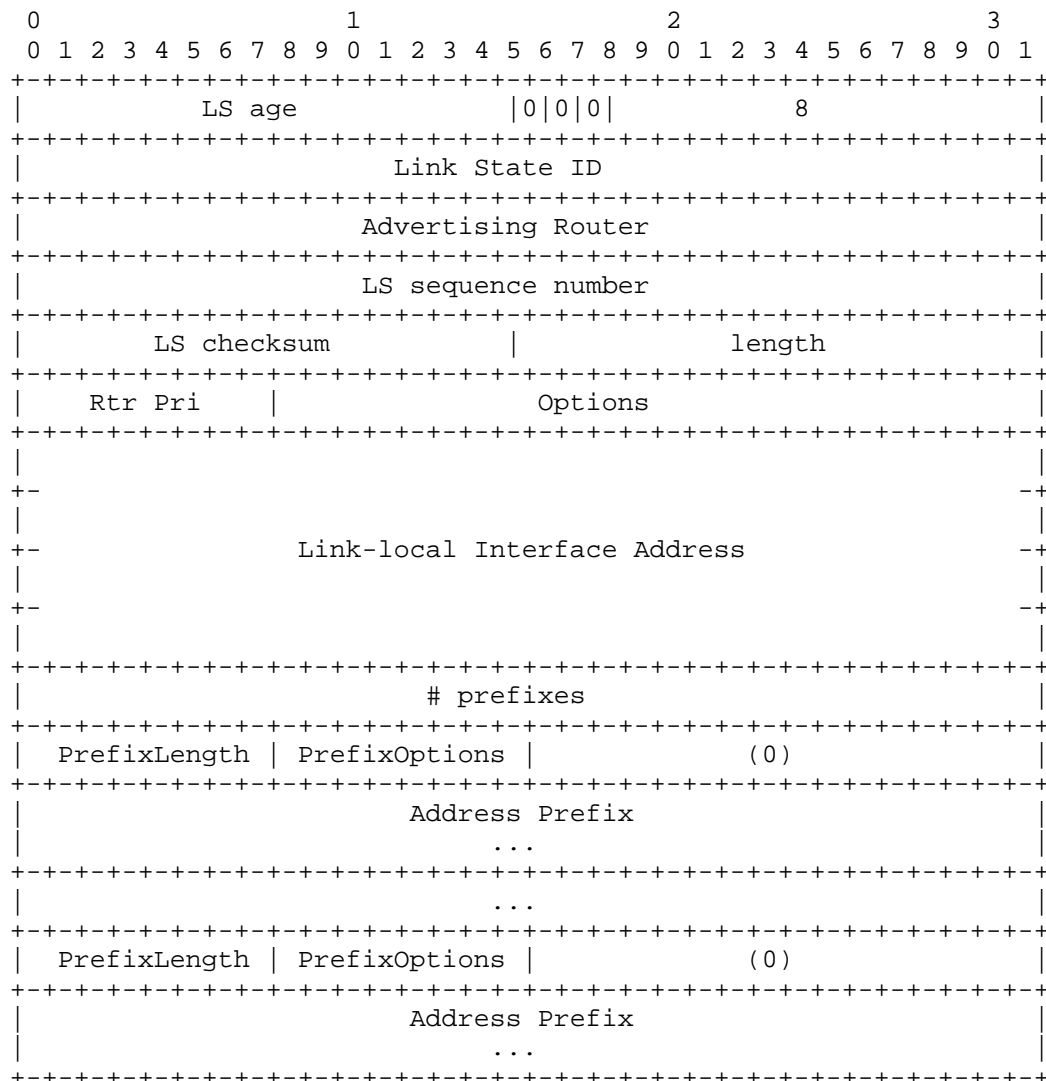 0                   1                   2                   3
 0 1 2 3 4 5 6 7 8 9 0 1 2 3 4 5 6 7 8 9 0 1 2 3 4 5 6 7 8 9 0 1
+-+-+-+-+-+-+-+-+-+-+-+-+-+-+-+-+-+-+-+-+-+-+-+-+-+-+-+-+-+-+-+-+
|           LS age             |0|0|0|           8              |
+-+-+-+-+-+-+-+-+-+-+-+-+-+-+-+-+-+-+-+-+-+-+-+-+-+-+-+-+-+-+-+-+
|                       Link State ID                           |
+-+-+-+-+-+-+-+-+-+-+-+-+-+-+-+-+-+-+-+-+-+-+-+-+-+-+-+-+-+-+-+-+
|                     Advertising Router                        |
+-+-+-+-+-+-+-+-+-+-+-+-+-+-+-+-+-+-+-+-+-+-+-+-+-+-+-+-+-+-+-+-+
|                     LS sequence number                        |
+-+-+-+-+-+-+-+-+-+-+-+-+-+-+-+-+-+-+-+-+-+-+-+-+-+-+-+-+-+-+-+-+
|        LS checksum           |             length             |
+-+-+-+-+-+-+-+-+-+-+-+-+-+-+-+-+-+-+-+-+-+-+-+-+-+-+-+-+-+-+-+-+
|    Rtr Pri    |                Options                        |
+-+-+-+-+-+-+-+-+-+-+-+-+-+-+-+-+-+-+-+-+-+-+-+-+-+-+-+-+-+-+-+-+
|                                                               |
+-                                                             -+
|                                                               |
+-                Link-local Interface Address                 -+
|                                                               |
+-                                                             -+
|                                                               |
+-+-+-+-+-+-+-+-+-+-+-+-+-+-+-+-+-+-+-+-+-+-+-+-+-+-+-+-+-+-+-+-+
|                         # prefixes                            |
+-+-+-+-+-+-+-+-+-+-+-+-+-+-+-+-+-+-+-+-+-+-+-+-+-+-+-+-+-+-+-+-+
|  PrefixLength | PrefixOptions |             (0)               |
+-+-+-+-+-+-+-+-+-+-+-+-+-+-+-+-+-+-+-+-+-+-+-+-+-+-+-+-+-+-+-+-+
|                        Address Prefix                         |
|                             ...                               |
+-+-+-+-+-+-+-+-+-+-+-+-+-+-+-+-+-+-+-+-+-+-+-+-+-+-+-+-+-+-+-+-+
|                             ...                               |
+-+-+-+-+-+-+-+-+-+-+-+-+-+-+-+-+-+-+-+-+-+-+-+-+-+-+-+-+-+-+-+-+
|  PrefixLength | PrefixOptions |             (0)               |
+-+-+-+-+-+-+-+-+-+-+-+-+-+-+-+-+-+-+-+-+-+-+-+-+-+-+-+-+-+-+-+-+
|                        Address Prefix                         |
|                             ...                               |
+-+-+-+-+-+-+-+-+-+-+-+-+-+-+-+-+-+-+-+-+-+-+-+-+-+-+-+-+-+-+-+-+